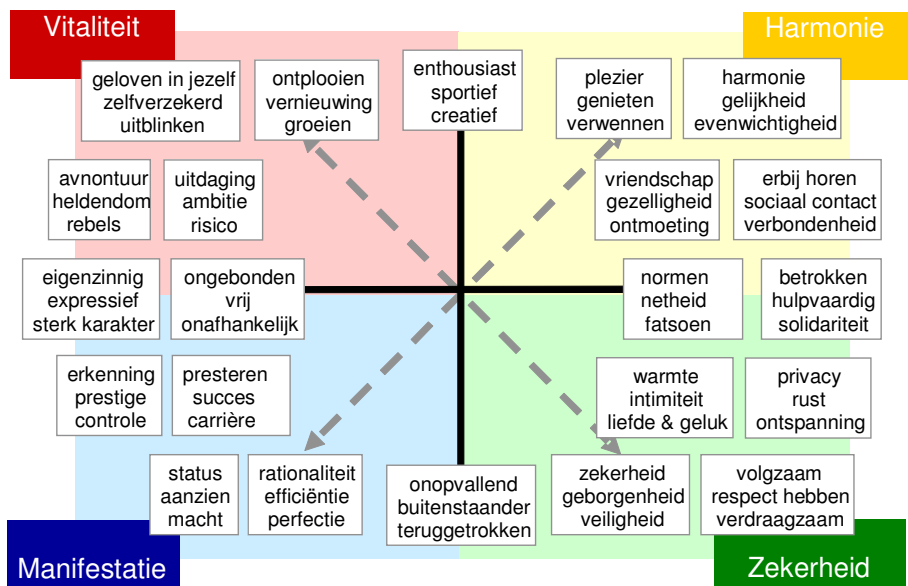 Vitaliteit
Harmonie
geloven in jezelf
zelfverzekerd
uitblinken
ontplooien
vernieuwing
groeien
enthousiast
sportief
creatief
plezier
genieten
verwennen
harmonie
gelijkheid
evenwichtigheid
avnontuur
heldendom
rebels
uitdaging
ambitie
risico
vriendschap
gezelligheid
ontmoeting
erbij horen
sociaal contact
verbondenheid
eigenzinnig
expressief
sterk karakter
ongebonden
vrij
onafhankelijk
normen
netheid
fatsoen
betrokken
hulpvaardig
solidariteit
erkenning
prestige
controle
presteren
succes
carrière
warmte
intimiteit
liefde & geluk
privacy
rust
ontspanning
status
aanzien
macht
rationaliteit
efficiëntie
perfectie
onopvallend
buitenstaander
teruggetrokken
zekerheid
geborgenheid
veiligheid
volgzaam
respect hebben
verdraagzaam
Manifestatie
Zekerheid